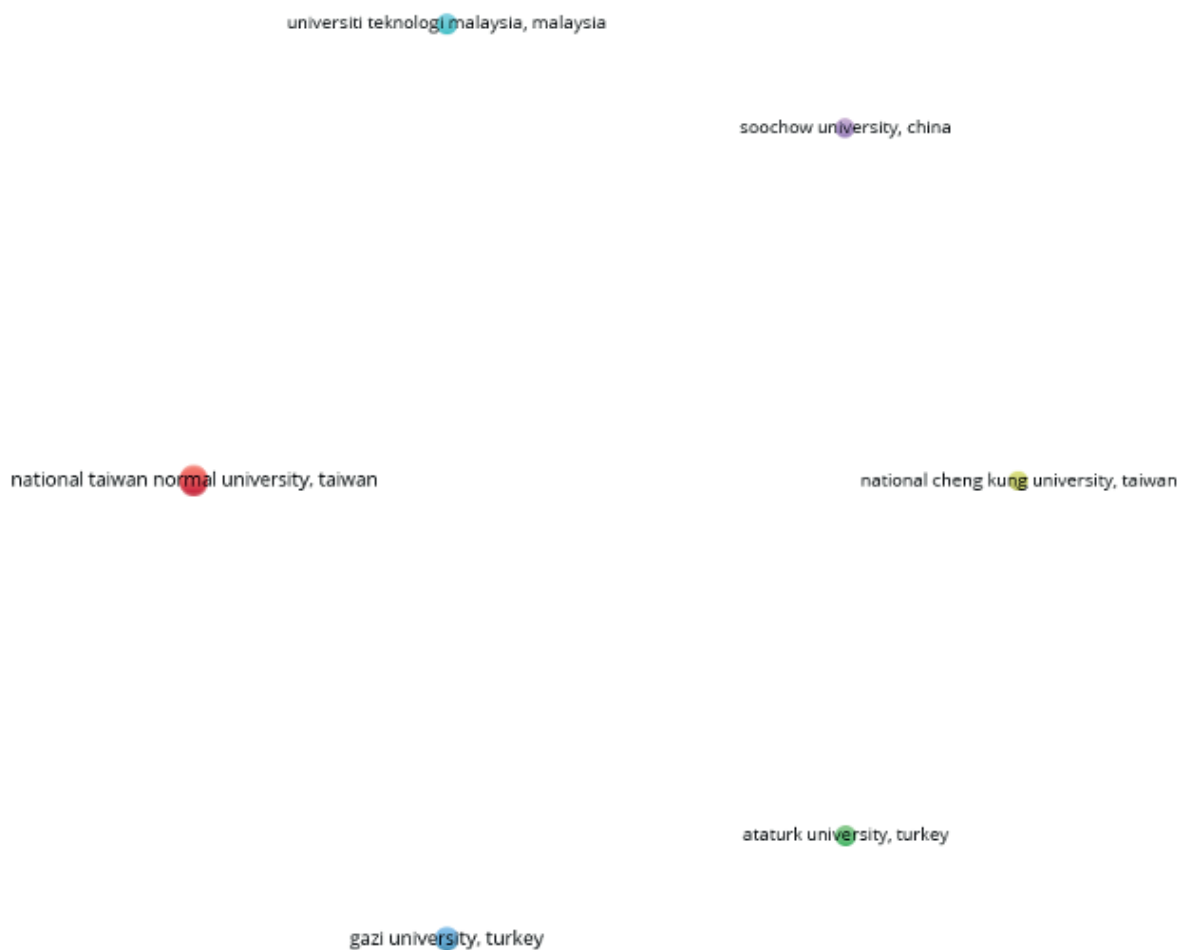 universiti teknologi malaysia, malaysia
soochow university, china
national taiwan normal university, taiwan
national cheng kung university, taiwan
ataturk university, turkey
gazi university, turkey